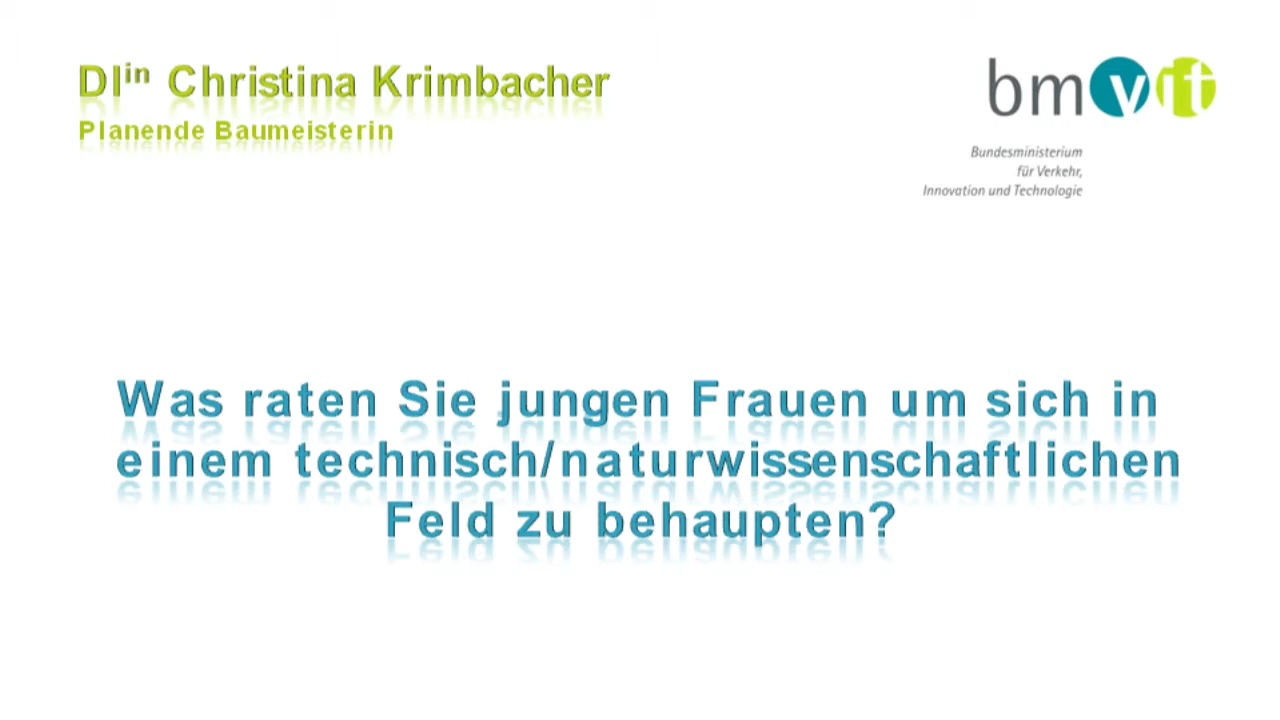 DIⁱⁿ Christina Krimbacher
Planende Baumeisterin
bmvit
Bundesministerium
für Verkehr,
Innovation und Technologie
Was raten Sie jungen Frauen um sich in
einem technisch/naturwissenschaftlichen
Feld zu behaupten?